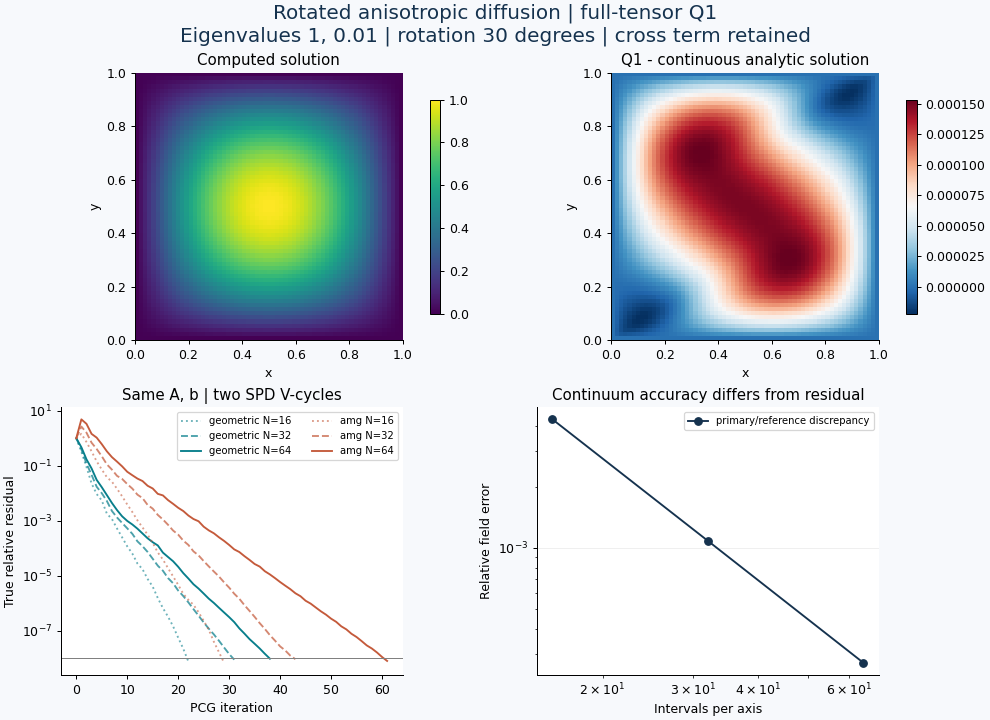 Rotated anisotropic diffusion | full-tensor Q1
Eigenvalues 1, 0.01 | rotation 30 degrees | cross term retained
Computed solution
1.0
0.8
0.6
0.4
0.2
0.0
y
0.0 0.2 0.4 0.6 0.8 1.0
x
1.0
0.8
0.6
0.4
0.2
0.0
Q1 - continuous analytic solution
1.0
0.8
0.6
0.4
0.2
0.0
y
0.0 0.2 0.4 0.6 0.8 1.0
x
0.000150
0.000125
0.000100
0.000075
0.000050
0.000025
0.000000
Same A, b | two SPD V-cycles
10^1
10^-1
10^-3
10^-5
10^-7
True relative residual
geometric N=16
geometric N=32
geometric N=64
amg N=16
amg N=32
amg N=64
0 10 20 30 40 50 60
PCG iteration
Continuum accuracy differs from residual
primary/reference discrepancy
10^-3
Relative field error
2 × 10^1 3 × 10^1 4 × 10^1 6 × 10^1
Intervals per axis